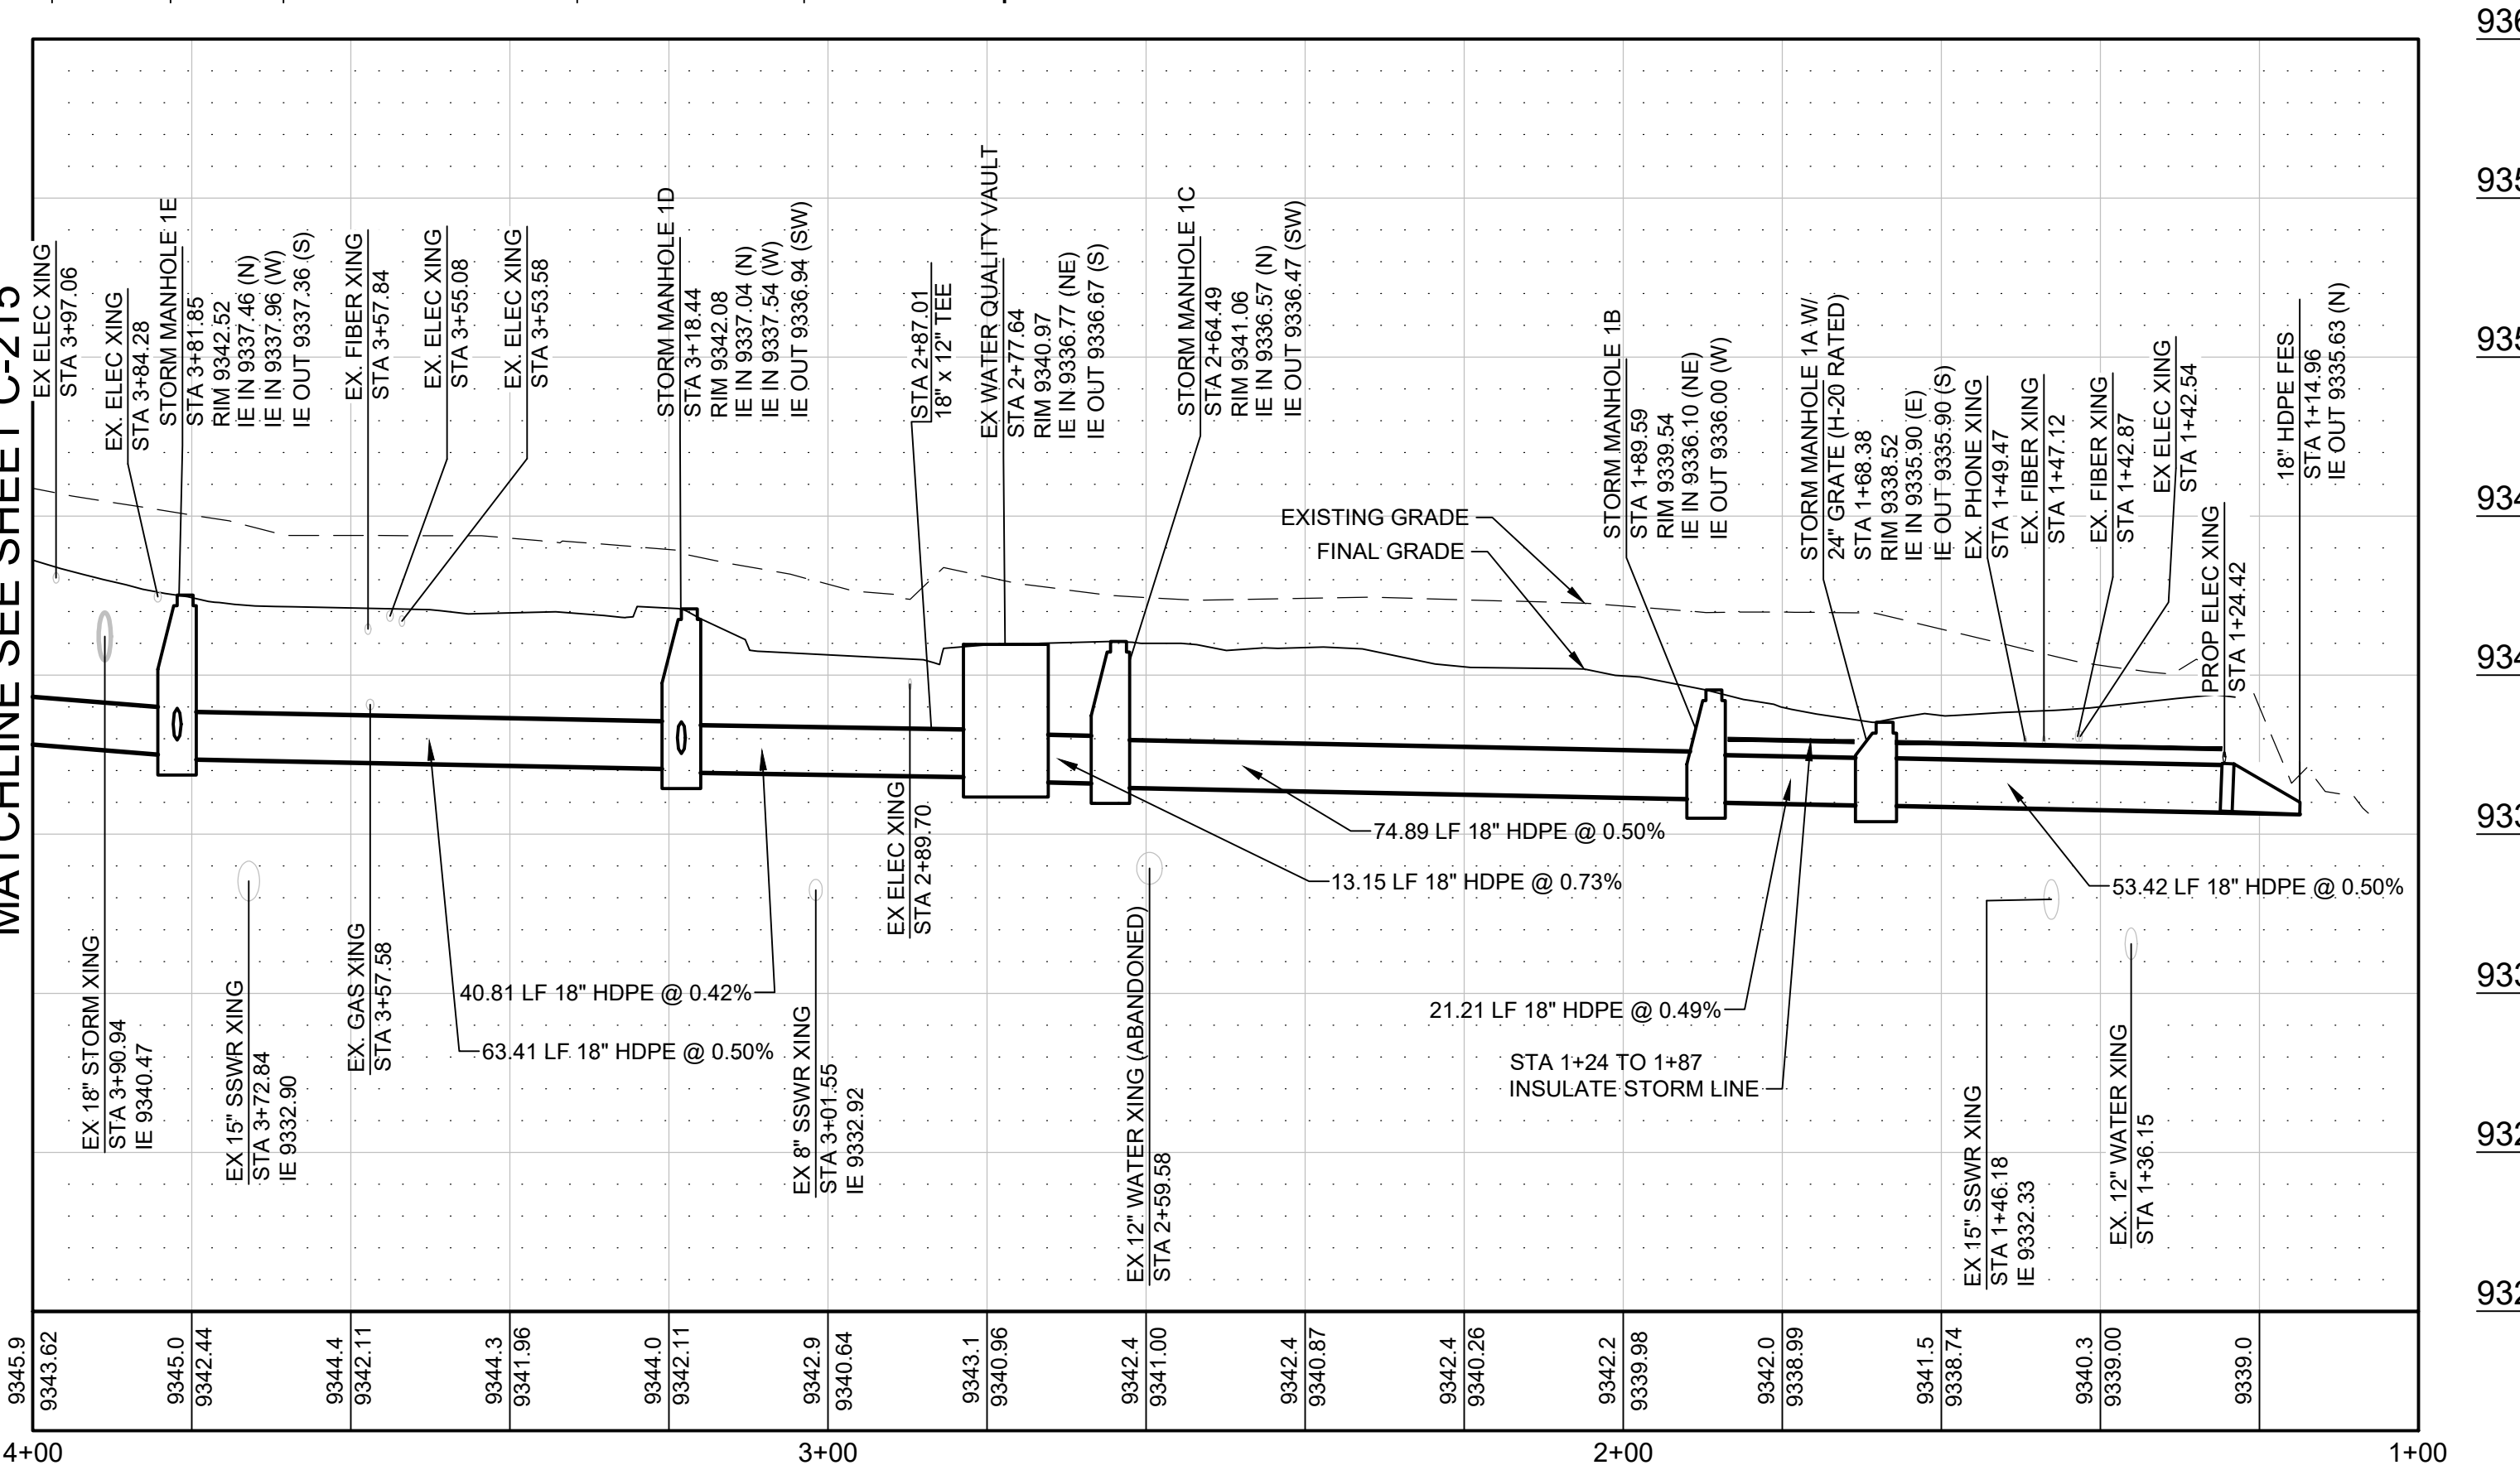 MATCHLINE SEE SHEET C-215
EX ELEC XING
STA 3+97.06
EX. ELEC XING
STA 3+84.28
STORM MANHOLE 1E
STA 3+81.85
RIM 9342.52
IE IN 9337.46 (N)
IE IN 9337.96 (W)
IE OUT 9337.36 (S)
EX. FIBER XING
STA 3+57.84
EX. ELEC XING
STA 3+55.08
EX. ELEC XING
STA 3+53.58
STORM MANHOLE 1D
STA 3+18.44
RIM 9342.08
IE IN 9337.04 (N)
IE IN 9337.54 (W)
IE OUT 9336.94 (SW)
STA 2+87.01
18" x 12" TEE
EX WATER QUALITY VAULT
STA 2+77.64
RIM 9340.97
IE IN 9336.77 (NE)
IE OUT 9336.67 (S)
STORM MANHOLE 1C
STA 2+64.49
RIM 9341.06
IE IN 9336.57 (N)
IE OUT 9336.47 (SW)
EXISTING GRADE
FINAL GRADE
STORM MANHOLE 1B
STA 1+89.59
RIM 9339.54
IE IN 9336.10 (NE)
IE OUT 9336.00 (W)
STORM MANHOLE 1A W/
24" GRATE (H-20 RATED)
STA 1+68.38
RIM 9338.52
IE IN 9335.90 (E)
IE OUT 9335.90 (S)
EX. PHONE XING
STA 1+49.47
EX. FIBER XING
STA 1+47.12
EX. FIBER XING
STA 1+42.87
EX ELEC XING
STA 1+42.54
PROP ELEC XING
STA 1+24.42
18" HDPE FES
STA 1+14.96
IE OUT 9335.63 (N)
EX 18" STORM XING
STA 3+90.94
IE 9340.47
EX 15" SSWR XING
STA 3+72.84
IE 9332.90
EX. GAS XING
STA 3+57.58
40.81 LF 18" HDPE @ 0.42%
63.41 LF 18" HDPE @ 0.50%
EX 8" SSWR XING
STA 3+01.55
IE 9332.92
EX ELEC XING
STA 2+89.70
EX 12" WATER XING (ABANDONED)
STA 2+59.58
74.89 LF 18" HDPE @ 0.50%
13.15 LF 18" HDPE @ 0.73%
21.21 LF 18" HDPE @ 0.49%
STA 1+24 TO 1+87
INSULATE STORM LINE
53.42 LF 18" HDPE @ 0.50%
EX 15" SSWR XING
STA 1+46.18
IE 9332.33
EX. 12" WATER XING
STA 1+36.15
9345.9
9343.62
9345.0
9342.44
9344.4
9342.11
9344.3
9341.96
9344.0
9342.11
9342.9
9340.64
9343.1
9340.96
9342.4
9341.00
9342.4
9340.87
9342.4
9340.26
9342.2
9339.98
9342.0
9338.99
9341.5
9338.74
9340.3
9339.00
9339.0
4+00
3+00
2+00
1+00